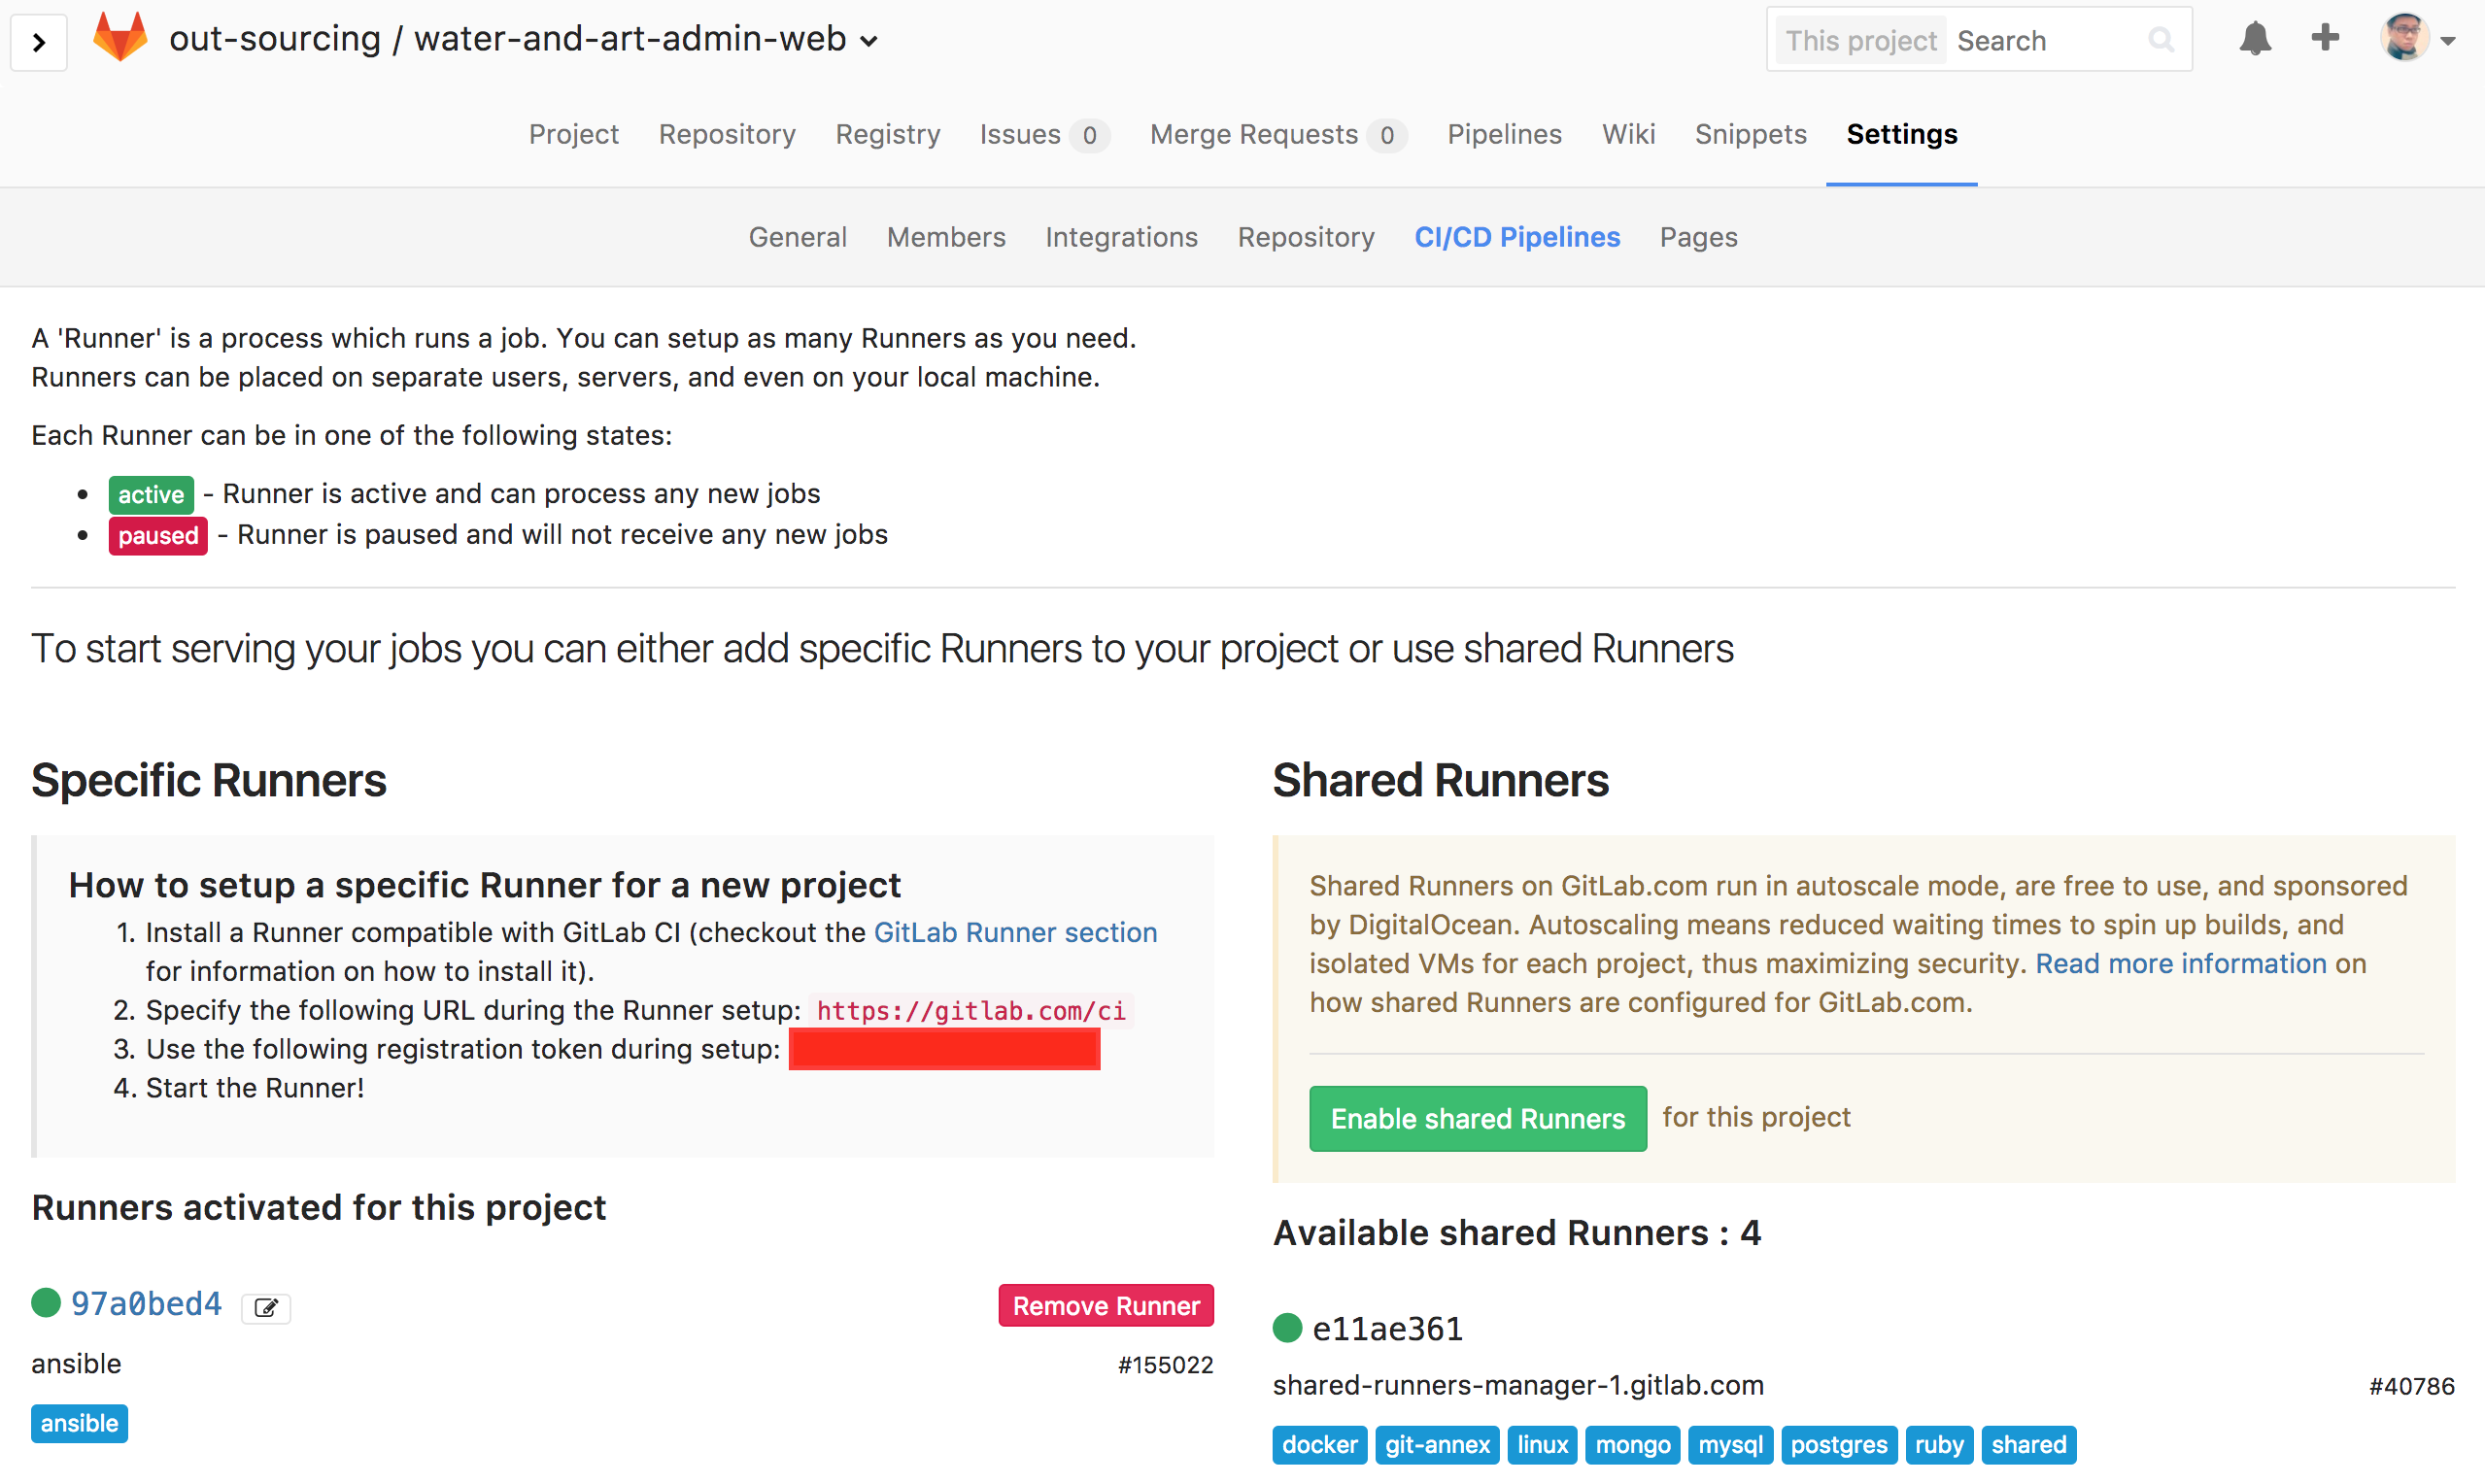 out-sourcing / water-and-art-admin-web
This project Search
Project Repository Registry Issues 0 Merge Requests 0 Pipelines Wiki Snippets Settings
General Members Integrations Repository CI/CD Pipelines Pages
A 'Runner' is a process which runs a job. You can setup as many Runners as you need.
Runners can be placed on separate users, servers, and even on your local machine.
Each Runner can be in one of the following states:
• active - Runner is active and can process any new jobs
• paused - Runner is paused and will not receive any new jobs
To start serving your jobs you can either add specific Runners to your project or use shared Runners
Specific Runners
How to setup a specific Runner for a new project
1. Install a Runner compatible with GitLab CI (checkout the GitLab Runner section
for information on how to install it).
2. Specify the following URL during the Runner setup: https://gitlab.com/ci
3. Use the following registration token during setup:
4. Start the Runner!
Runners activated for this project
97a0bed4
Remove Runner
ansible
#155022
ansible
Shared Runners
Shared Runners on GitLab.com run in autoscale mode, are free to use, and sponsored
by DigitalOcean. Autoscaling means reduced waiting times to spin up builds, and
isolated VMs for each project, thus maximizing security. Read more information on
how shared Runners are configured for GitLab.com.
Enable shared Runners for this project
Available shared Runners : 4
e11ae361
shared-runners-manager-1.gitlab.com
#40786
docker git-annex linux mongo mysql postgres ruby shared